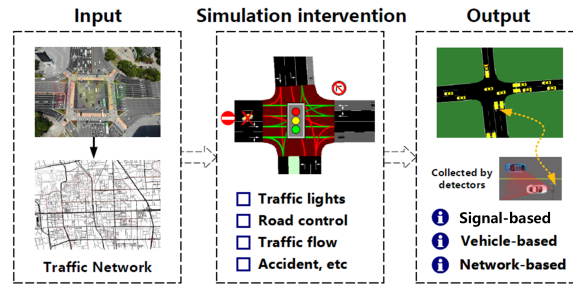 Input
Simulation intervention
Output
Traffic Network
Traffic lights
Road control
Traffic flow
Accident, etc
Collected by
detectors
Signal-based
Vehicle-based
Network-based